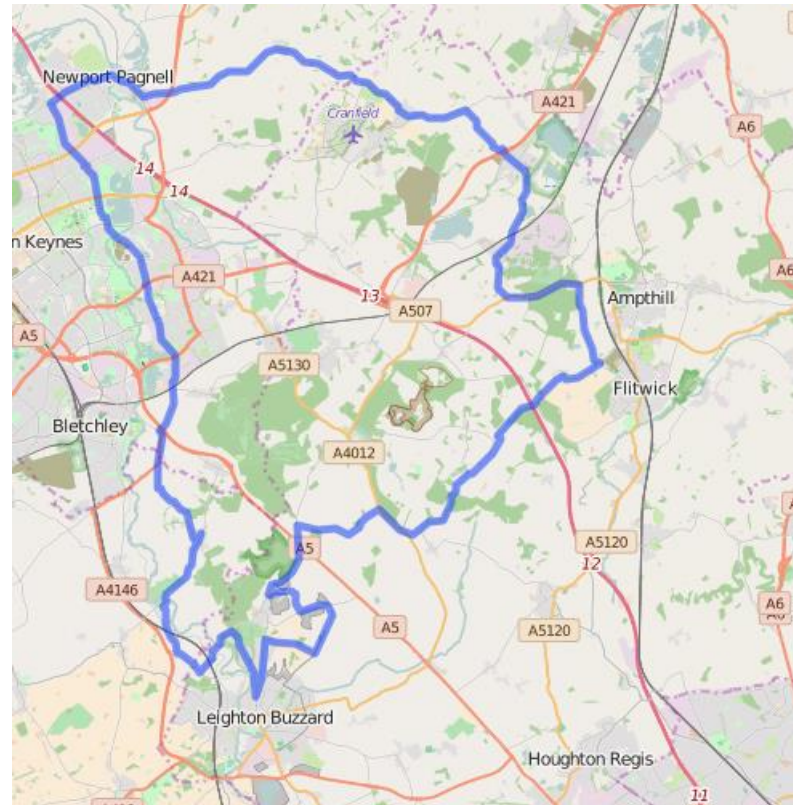 Newport Pagnell
Cranfield
A421
A6
14
14
n Keynes
A421
A6
13
Ampthill
A507
A5
A5130
Flitwick
Bletchley
A4012
A5
A5120
12
A4146
A6
A5
A5120
Leighton Buzzard
Houghton Regis
11